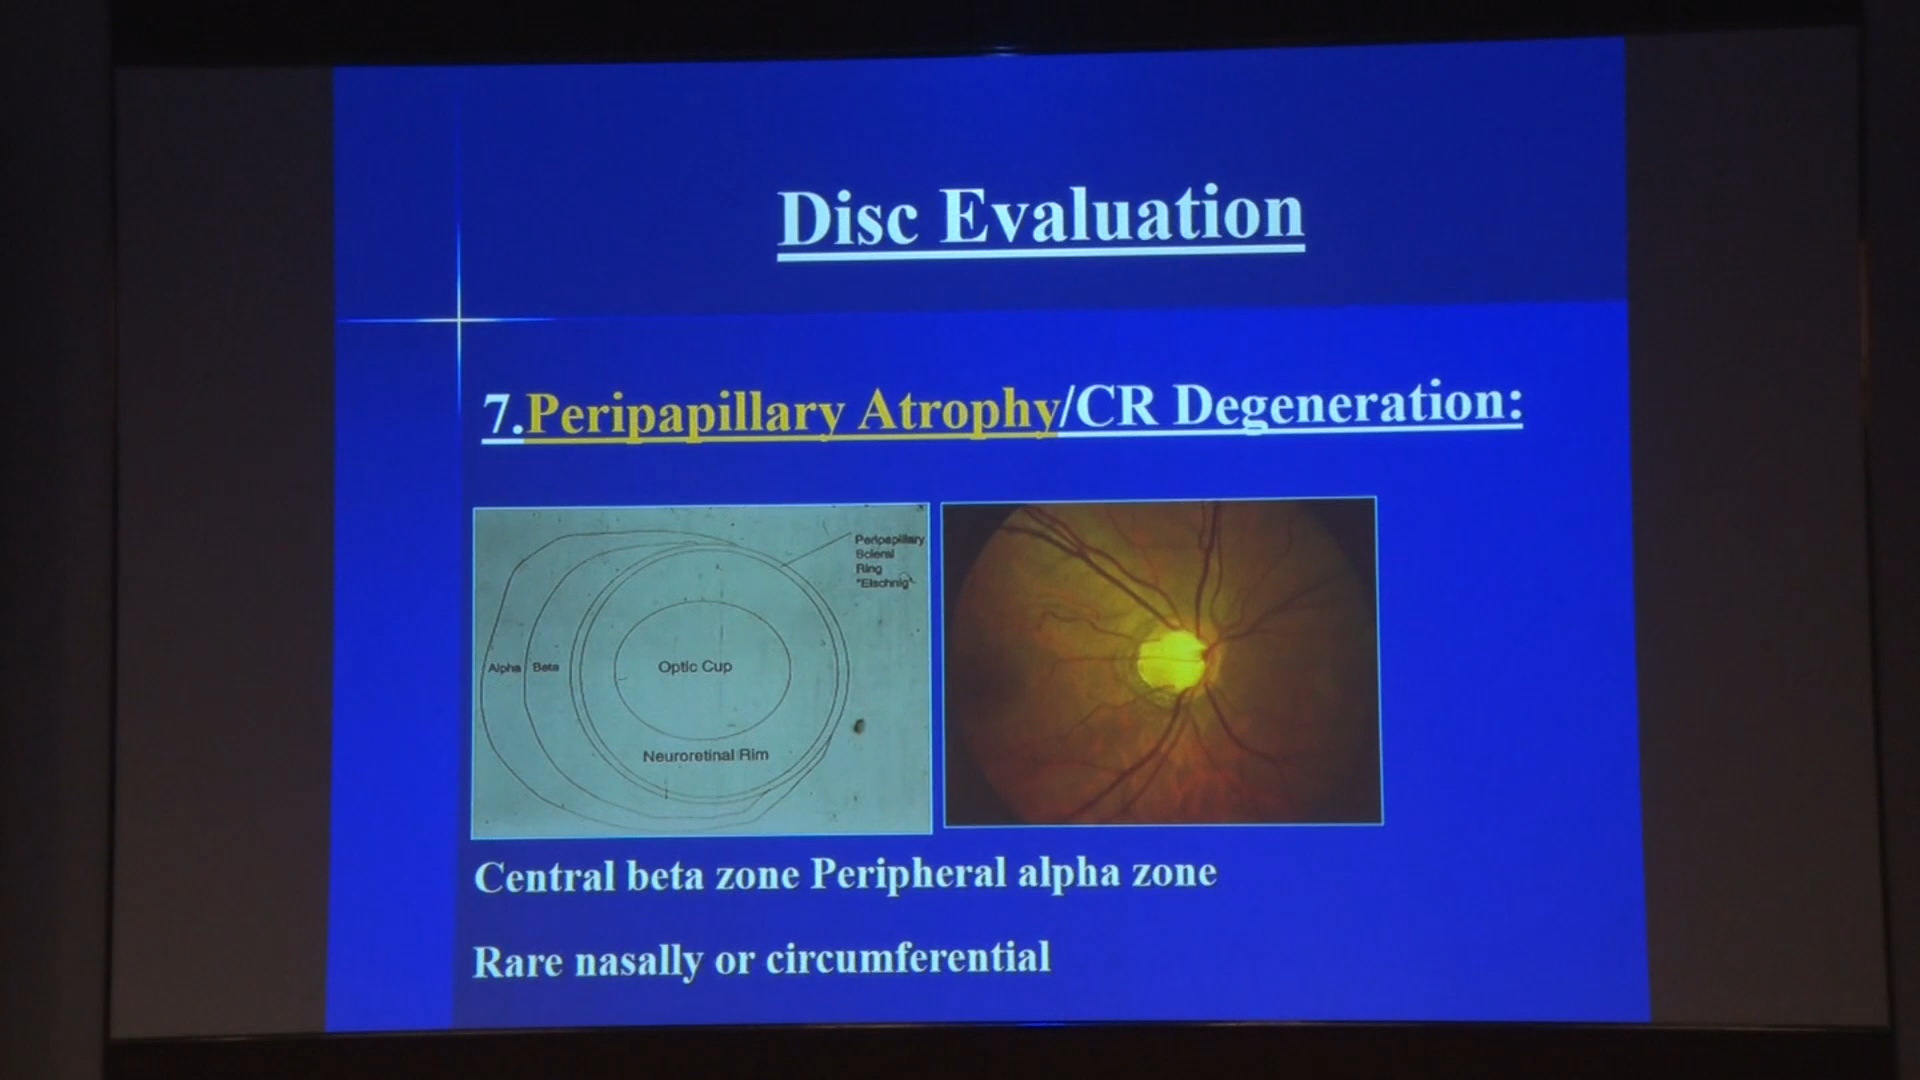 Disc Evaluation
7.Peripapillary Atrophy/CR Degeneration:
Peripapillary
Scleral
Ring
"Elschnig"
Alpha
Beta
Optic Cup
Neuroretinal Rim
Central beta zone Peripheral alpha zone
Rare nasally or circumferential